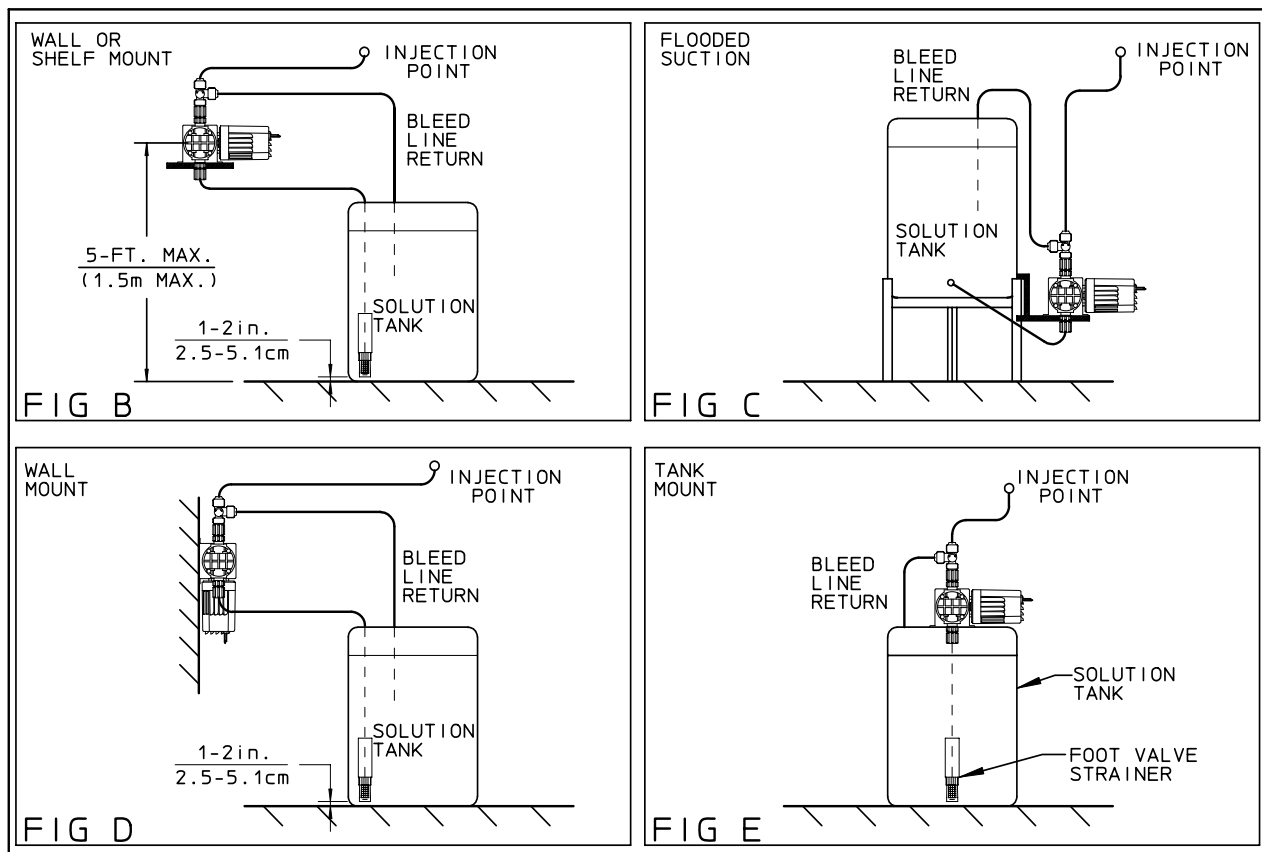 WALL OR
SHELF MOUNT
INJECTION
POINT
BLEED
LINE
RETURN
5-FT. MAX.
(1.5m MAX.)
SOLUTION
TANK
1-2in.
2.5-5.1cm
FIG B
FLOODED
SUCTION
BLEED
LINE
RETURN
INJECTION
POINT
SOLUTION
TANK
FIG C
WALL
MOUNT
INJECTION
POINT
BLEED
LINE
RETURN
SOLUTION
TANK
1-2in.
2.5-5.1cm
FIG D
TANK
MOUNT
INJECTION
POINT
BLEED
LINE
RETURN
SOLUTION
TANK
FOOT VALVE
STRAINER
FIG E